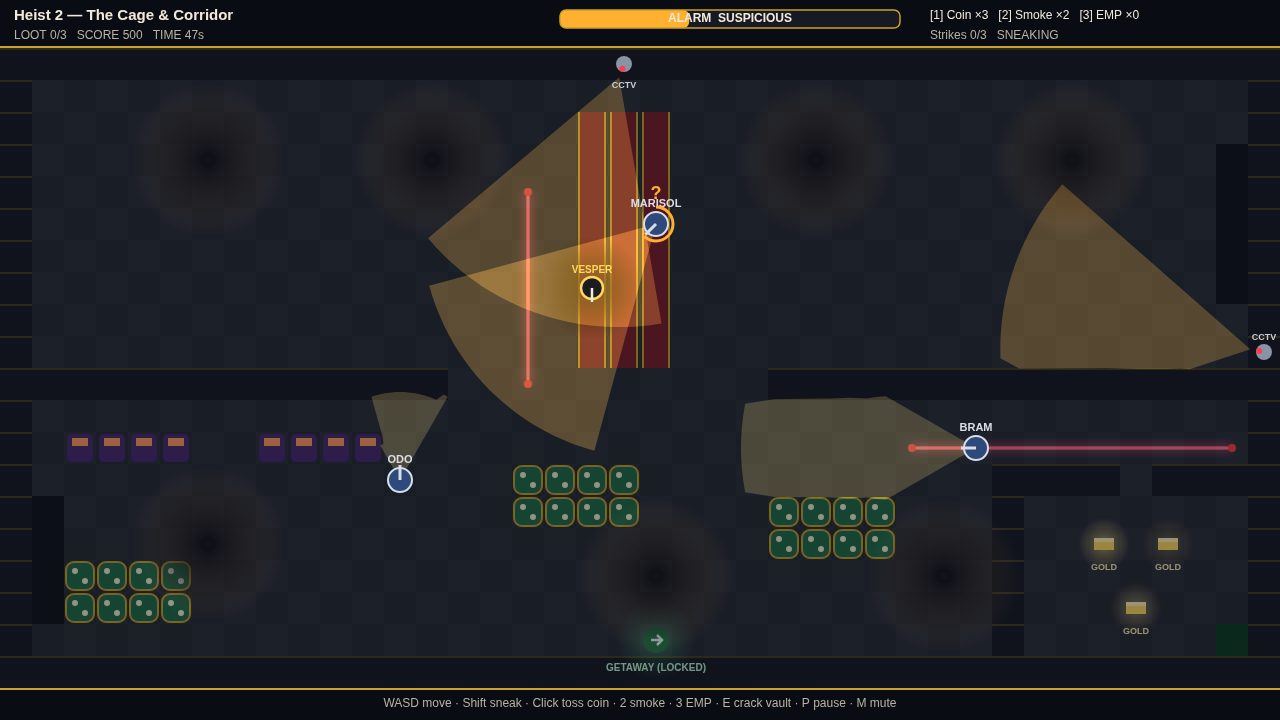 Heist 2 — The Cage & Corridor
LOOT 0/3 SCORE 500 TIME 47s
ALARM SUSPICIOUS
[1] Coin ×3 [2] Smoke ×2 [3] EMP ×0
Strikes 0/3 SNEAKING
CCTV
?
MARISOL
VESPER
CCTV
BRAM
ODO
GOLD
GOLD
GOLD
GETAWAY (LOCKED)
WASD move · Shift sneak · Click toss coin · 2 smoke · 3 EMP · E crack vault · P pause · M mute